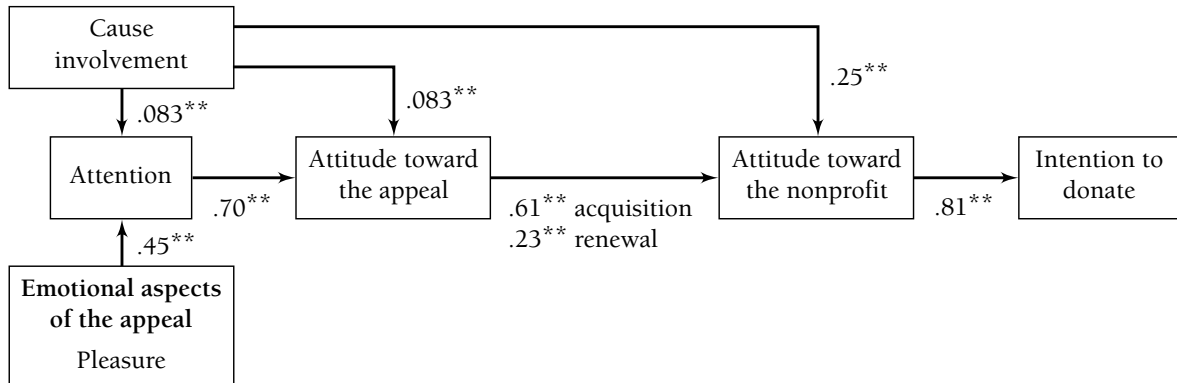 Cause
involvement
.083**
.083**
.25**
Attention
Attitude toward
the appeal
Attitude toward
the nonprofit
Intention to
donate
.70**
.61** acquisition
.23** renewal
.81**
.45**
Emotional aspects
of the appeal
Pleasure